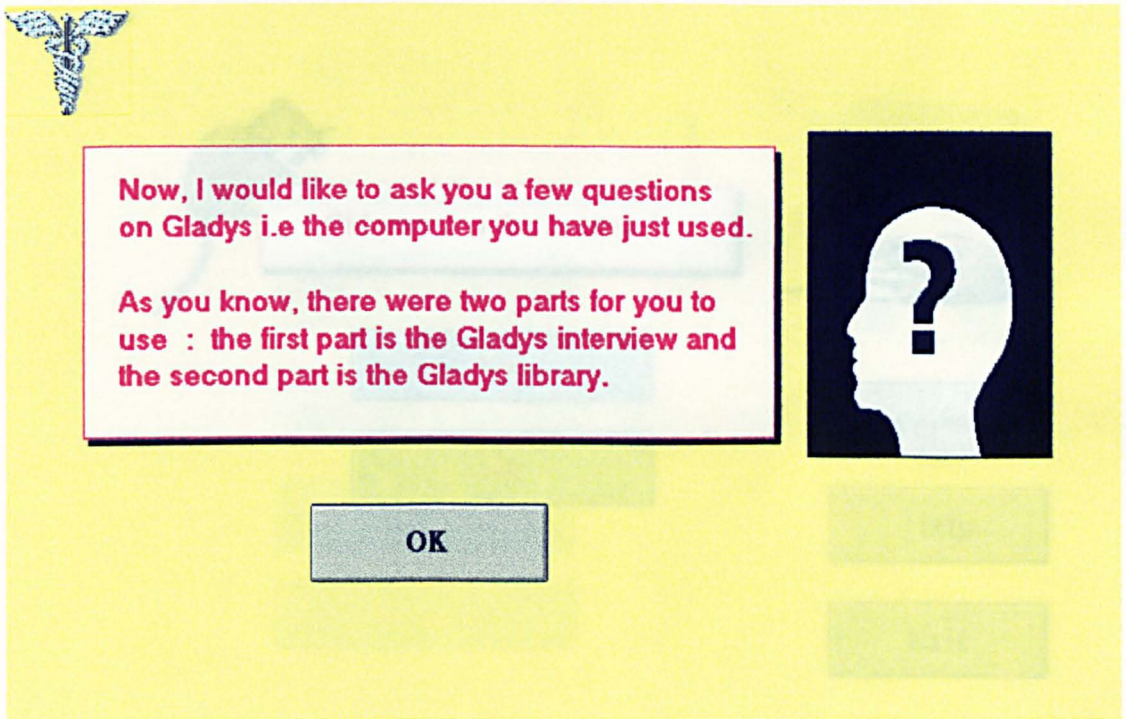 Now, I would like to ask you a few questions
on Gladys i.e the computer you have just used.
As you know, there were two parts for you to
use : the first part is the Gladys interview and
the second part is the Gladys library.
?
OK